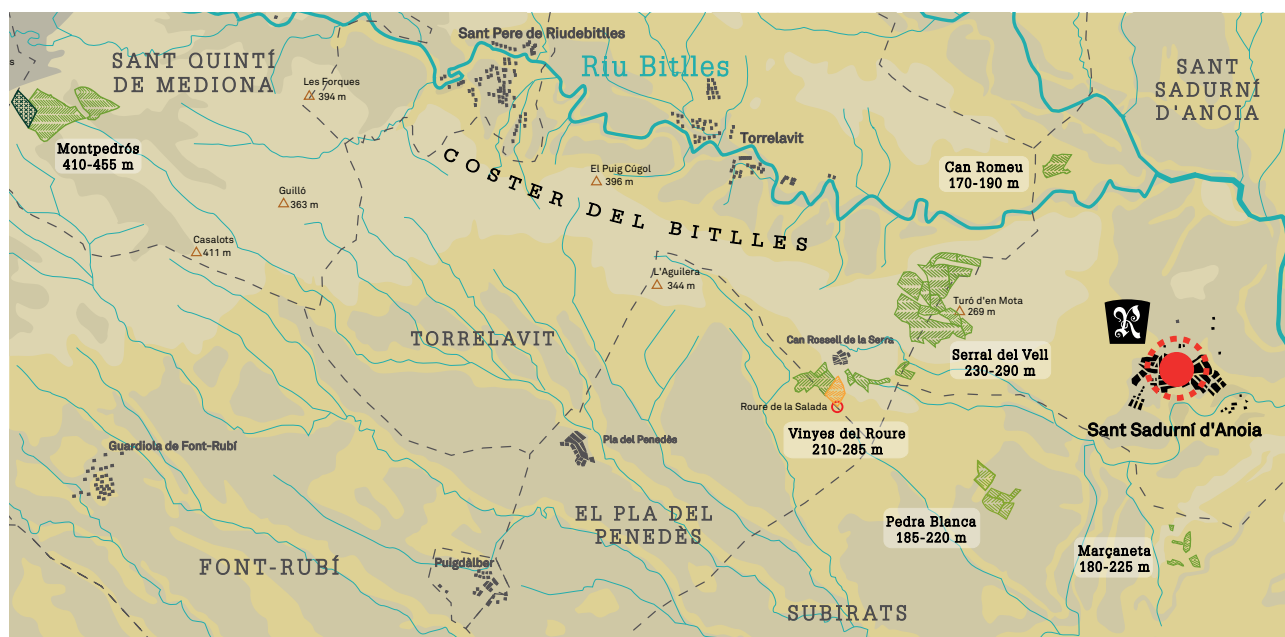 Sant Pere de Riudebitlles
Riu Bitlles
SANT QUINTÍ
DE MEDIONA
Les Forques
394 m
SANT
SADURNÍ
D'ANOIA
s
Montpedrós
410-455 m
Torrelavit
COSTER DEL BITLLES
El Puig Cúgol
396 m
Can Romeu
170-190 m
Guilló
363 m
Casalots
411 m
L'Aguilera
344 m
Turó d'en Mota
269 m
R
TORRELAVIT
Can Rossell de la Serra
Serral del Vell
230-290 m
Roure de la Salada
Vinyes del Roure
210-285 m
Sant Sadurní d'Anoia
Guardiola de Font-Rubí
Pla del Penedès
EL PLA DEL
PENEDÈS
Pedra Blanca
185-220 m
Marçaneta
180-225 m
FONT-RUBÍ
Puigdàlber
SUBIRATS